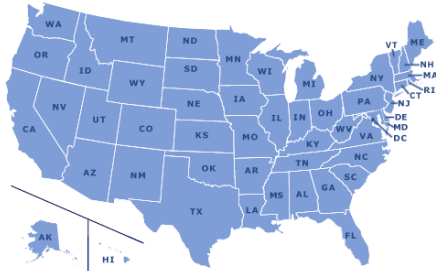 WA
MT
ND
MN
VT
ME
OR
ID
SD
WI
MI
NY
NH
MA
RI
CT
WY
NE
IA
PA
NJ
NV
UT
CO
IL
IN
OH
DE
MD
DC
CA
KS
MO
KY
WV
VA
AZ
NM
OK
AR
TN
NC
SC
TX
LA
MS
AL
GA
FL
AK
HI